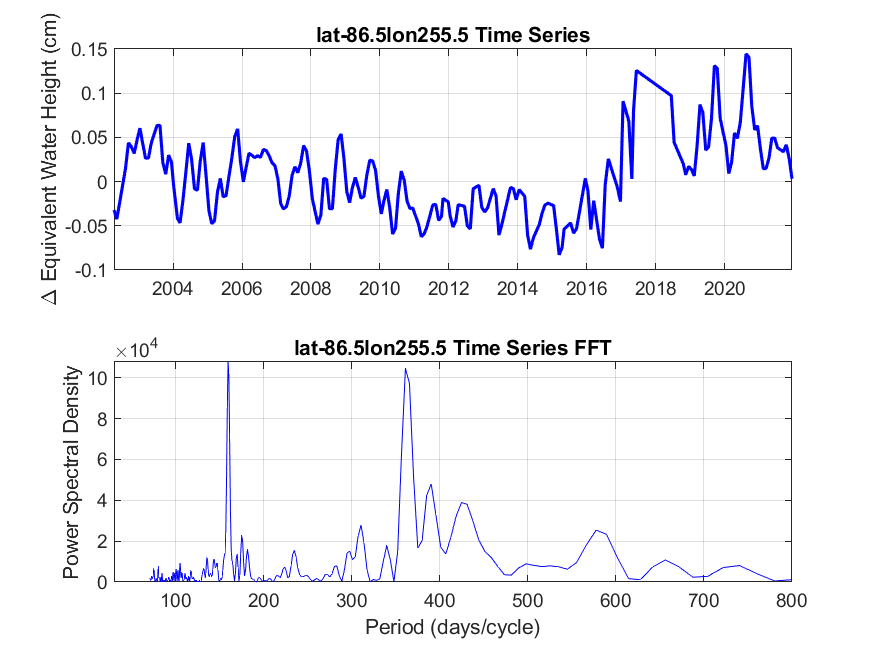 lat-86.5lon255.5 Time Series
Δ Equivalent Water Height (cm)
0.15
0.1
0.05
0
-0.05
-0.1
2004 2006 2008 2010 2012 2014 2016 2018 2020
lat-86.5lon255.5 Time Series FFT
×10⁴
Power Spectral Density
10
8
6
4
2
0
100 200 300 400 500 600 700 800
Period (days/cycle)